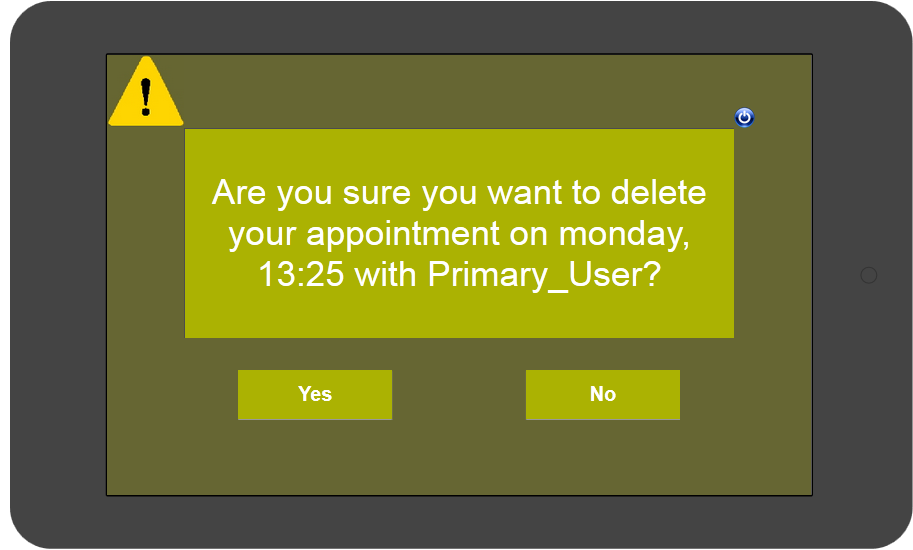 Are you sure you want to delete
your appointment on monday,
13:25 with Primary_User?
Yes
No